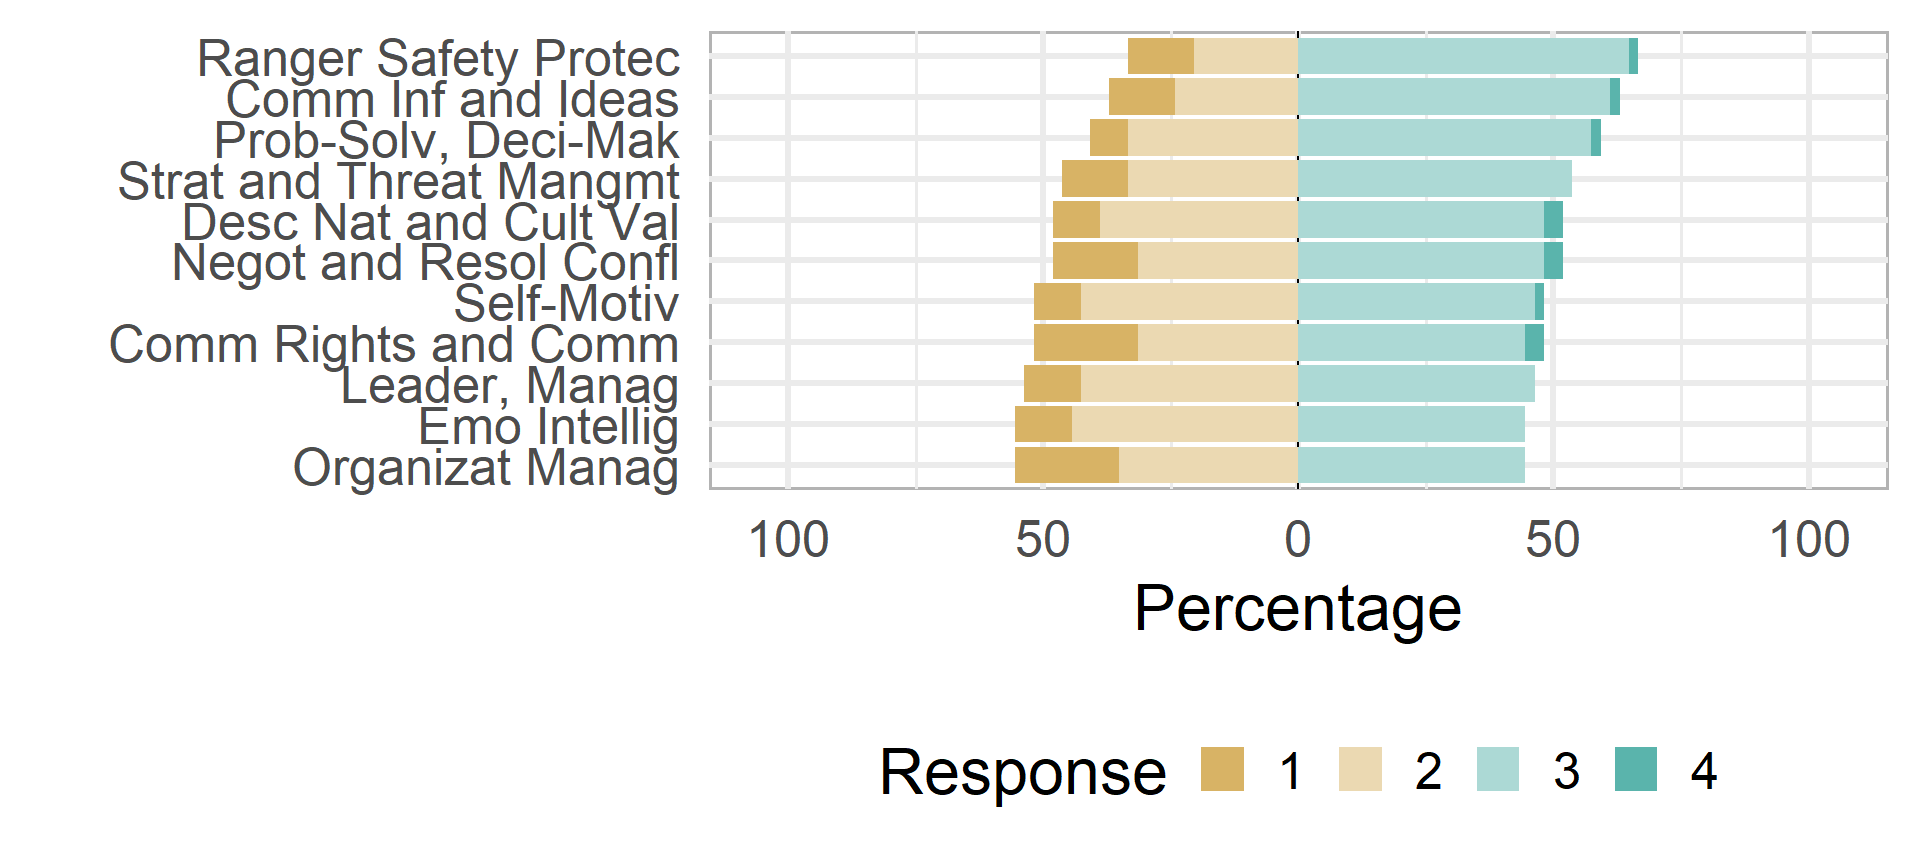 Ranger Safety Protec
Comm Inf and Ideas
Prob-Solv, Deci-Mak
Strat and Threat Mangmt
Desc Nat and Cult Val
Negot and Resol Confl
Self-Motiv
Comm Rights and Comm
Leader, Manag
Emo Intellig
Organizat Manag
100 50 0 50 100
Percentage
Response 1 2 3 4